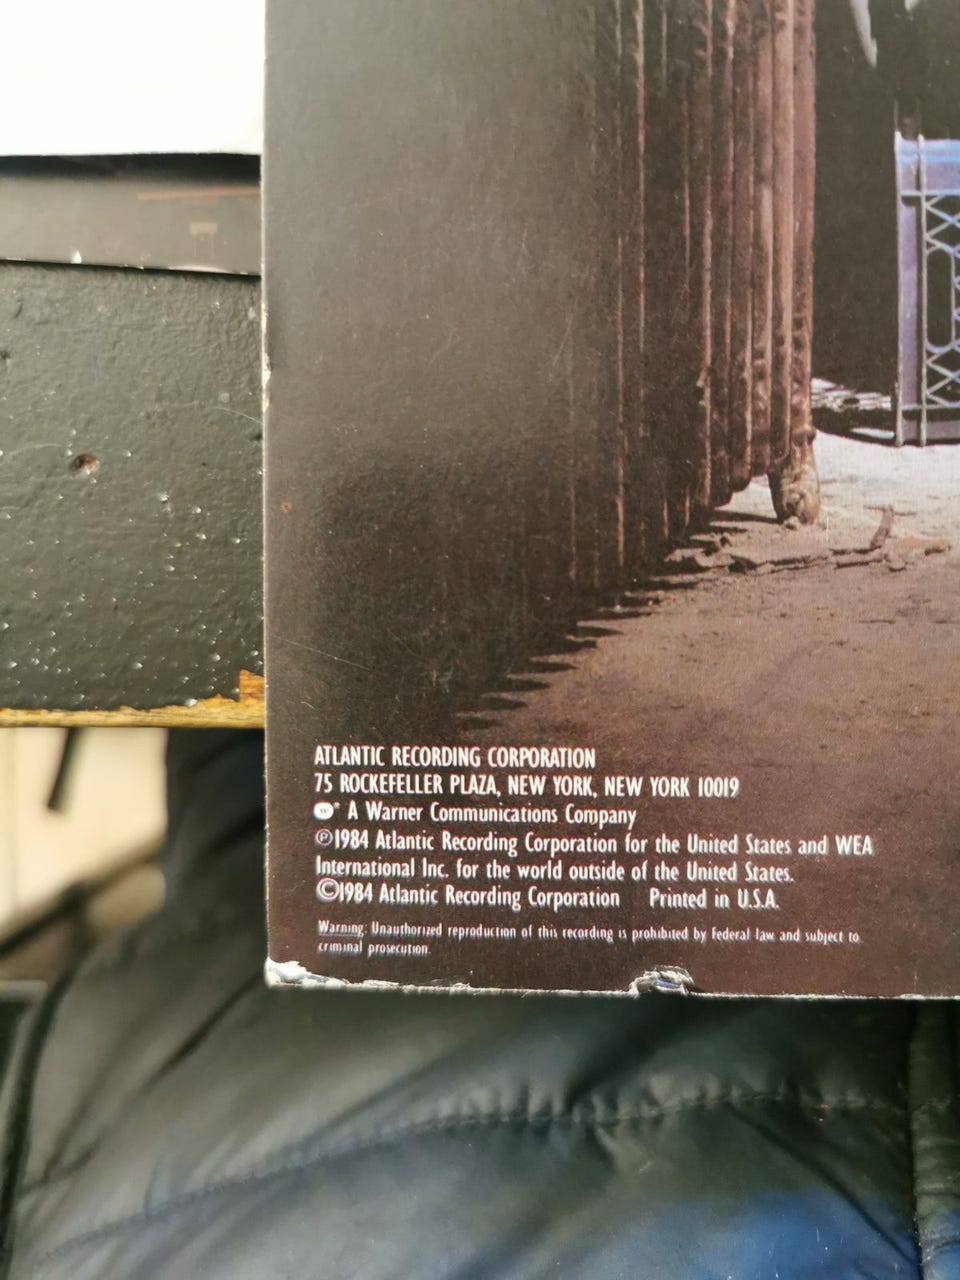 ATLANTIC RECORDING CORPORATION
75 ROCKEFELLER PLAZA, NEW YORK, NEW YORK 10019
® A Warner Communications Company
℗1984 Atlantic Recording Corporation for the United States and WEA
International Inc. for the world outside of the United States.
©1984 Atlantic Recording Corporation Printed in U.S.A.
Warning: Unauthorized reproduction of this recording is prohibited by Federal law and subject to
criminal prosecution.